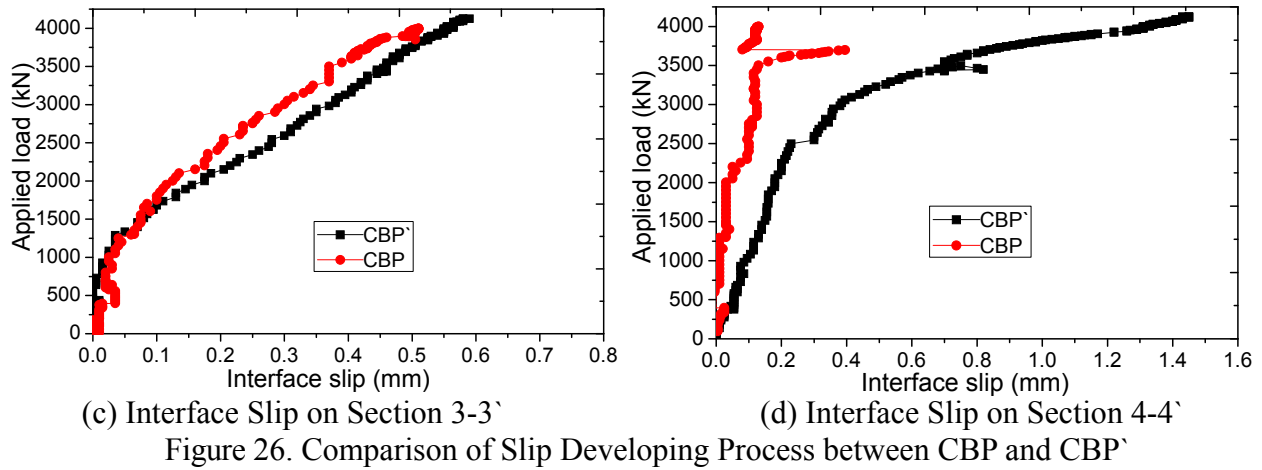 Applied load (kN)
4000
3500
3000
2500
2000
1500
1000
500
0
CBP`
CBP
0.0 0.1 0.2 0.3 0.4 0.5 0.6 0.7 0.8
Interface slip (mm)
(c) Interface Slip on Section 3-3`
Applied load (kN)
4000
3500
3000
2500
2000
1500
1000
500
0
CBP`
CBP
0.0 0.2 0.4 0.6 0.8 1.0 1.2 1.4 1.6
Interface slip (mm)
(d) Interface Slip on Section 4-4`
Figure 26. Comparison of Slip Developing Process between CBP and CBP`